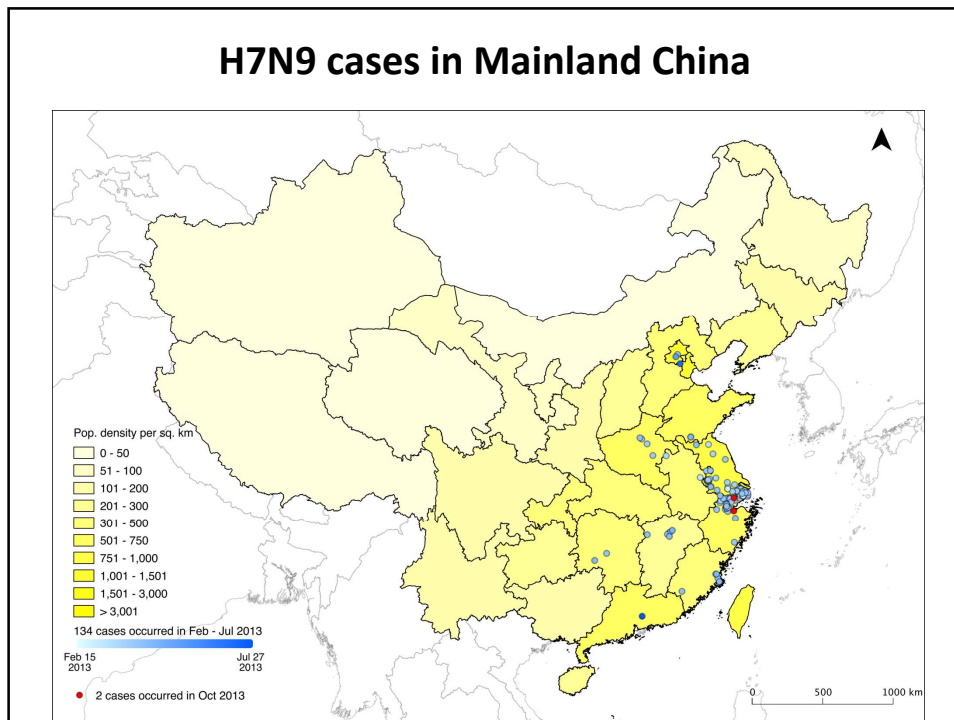 H7N9 cases in Mainland China
Pop. density per sq. km
0 - 50
51 - 100
101 - 200
201 - 300
301 - 500
501 - 750
751 - 1,000
1,001 - 1,501
1,501 - 3,000
> 3,001
134 cases occurred in Feb - Jul 2013
Feb 15 Jul 27
2013 2013
2 cases occurred in Oct 2013
0 500 1000 km